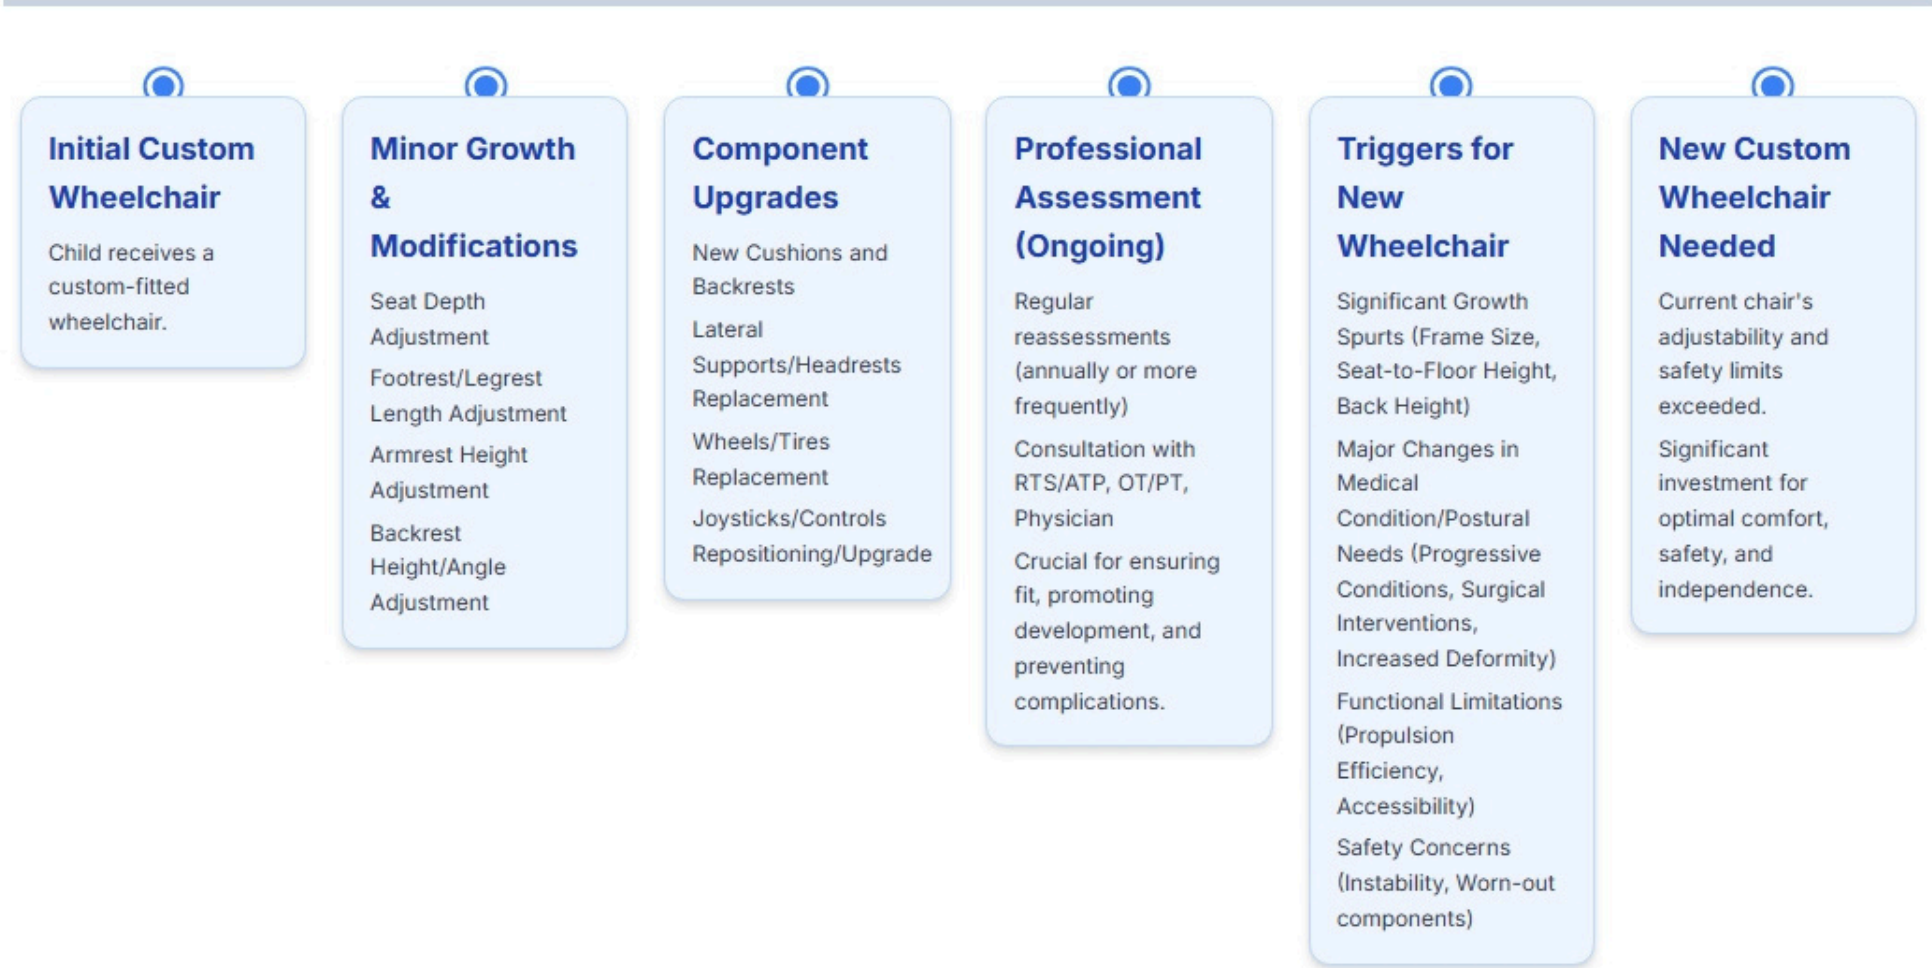 Initial Custom
Wheelchair
Child receives a
custom-fitted
wheelchair.
Minor Growth
&
Modifications
Seat Depth
Adjustment
Footrest/Legrest
Length Adjustment
Armrest Height
Adjustment
Backrest
Height/Angle
Adjustment
Component
Upgrades
New Cushions and
Backrests
Lateral
Supports/Headrests
Replacement
Wheels/Tires
Replacement
Joysticks/Controls
Repositioning/Upgrade
Professional
Assessment
(Ongoing)
Regular
reassessments
(annually or more
frequently)
Consultation with
RTS/ATP, OT/PT,
Physician
Crucial for ensuring
fit, promoting
development, and
preventing
complications.
Triggers for
New
Wheelchair
Significant Growth
Spurts (Frame Size,
Seat-to-Floor Height,
Back Height)
Major Changes in
Medical
Condition/Postural
Needs (Progressive
Conditions, Surgical
Interventions,
Increased Deformity)
Functional Limitations
(Propulsion
Efficiency,
Accessibility)
Safety Concerns
(Instability, Worn-out
components)
New Custom
Wheelchair
Needed
Current chair's
adjustability and
safety limits
exceeded.
Significant
investment for
optimal comfort,
safety, and
independence.